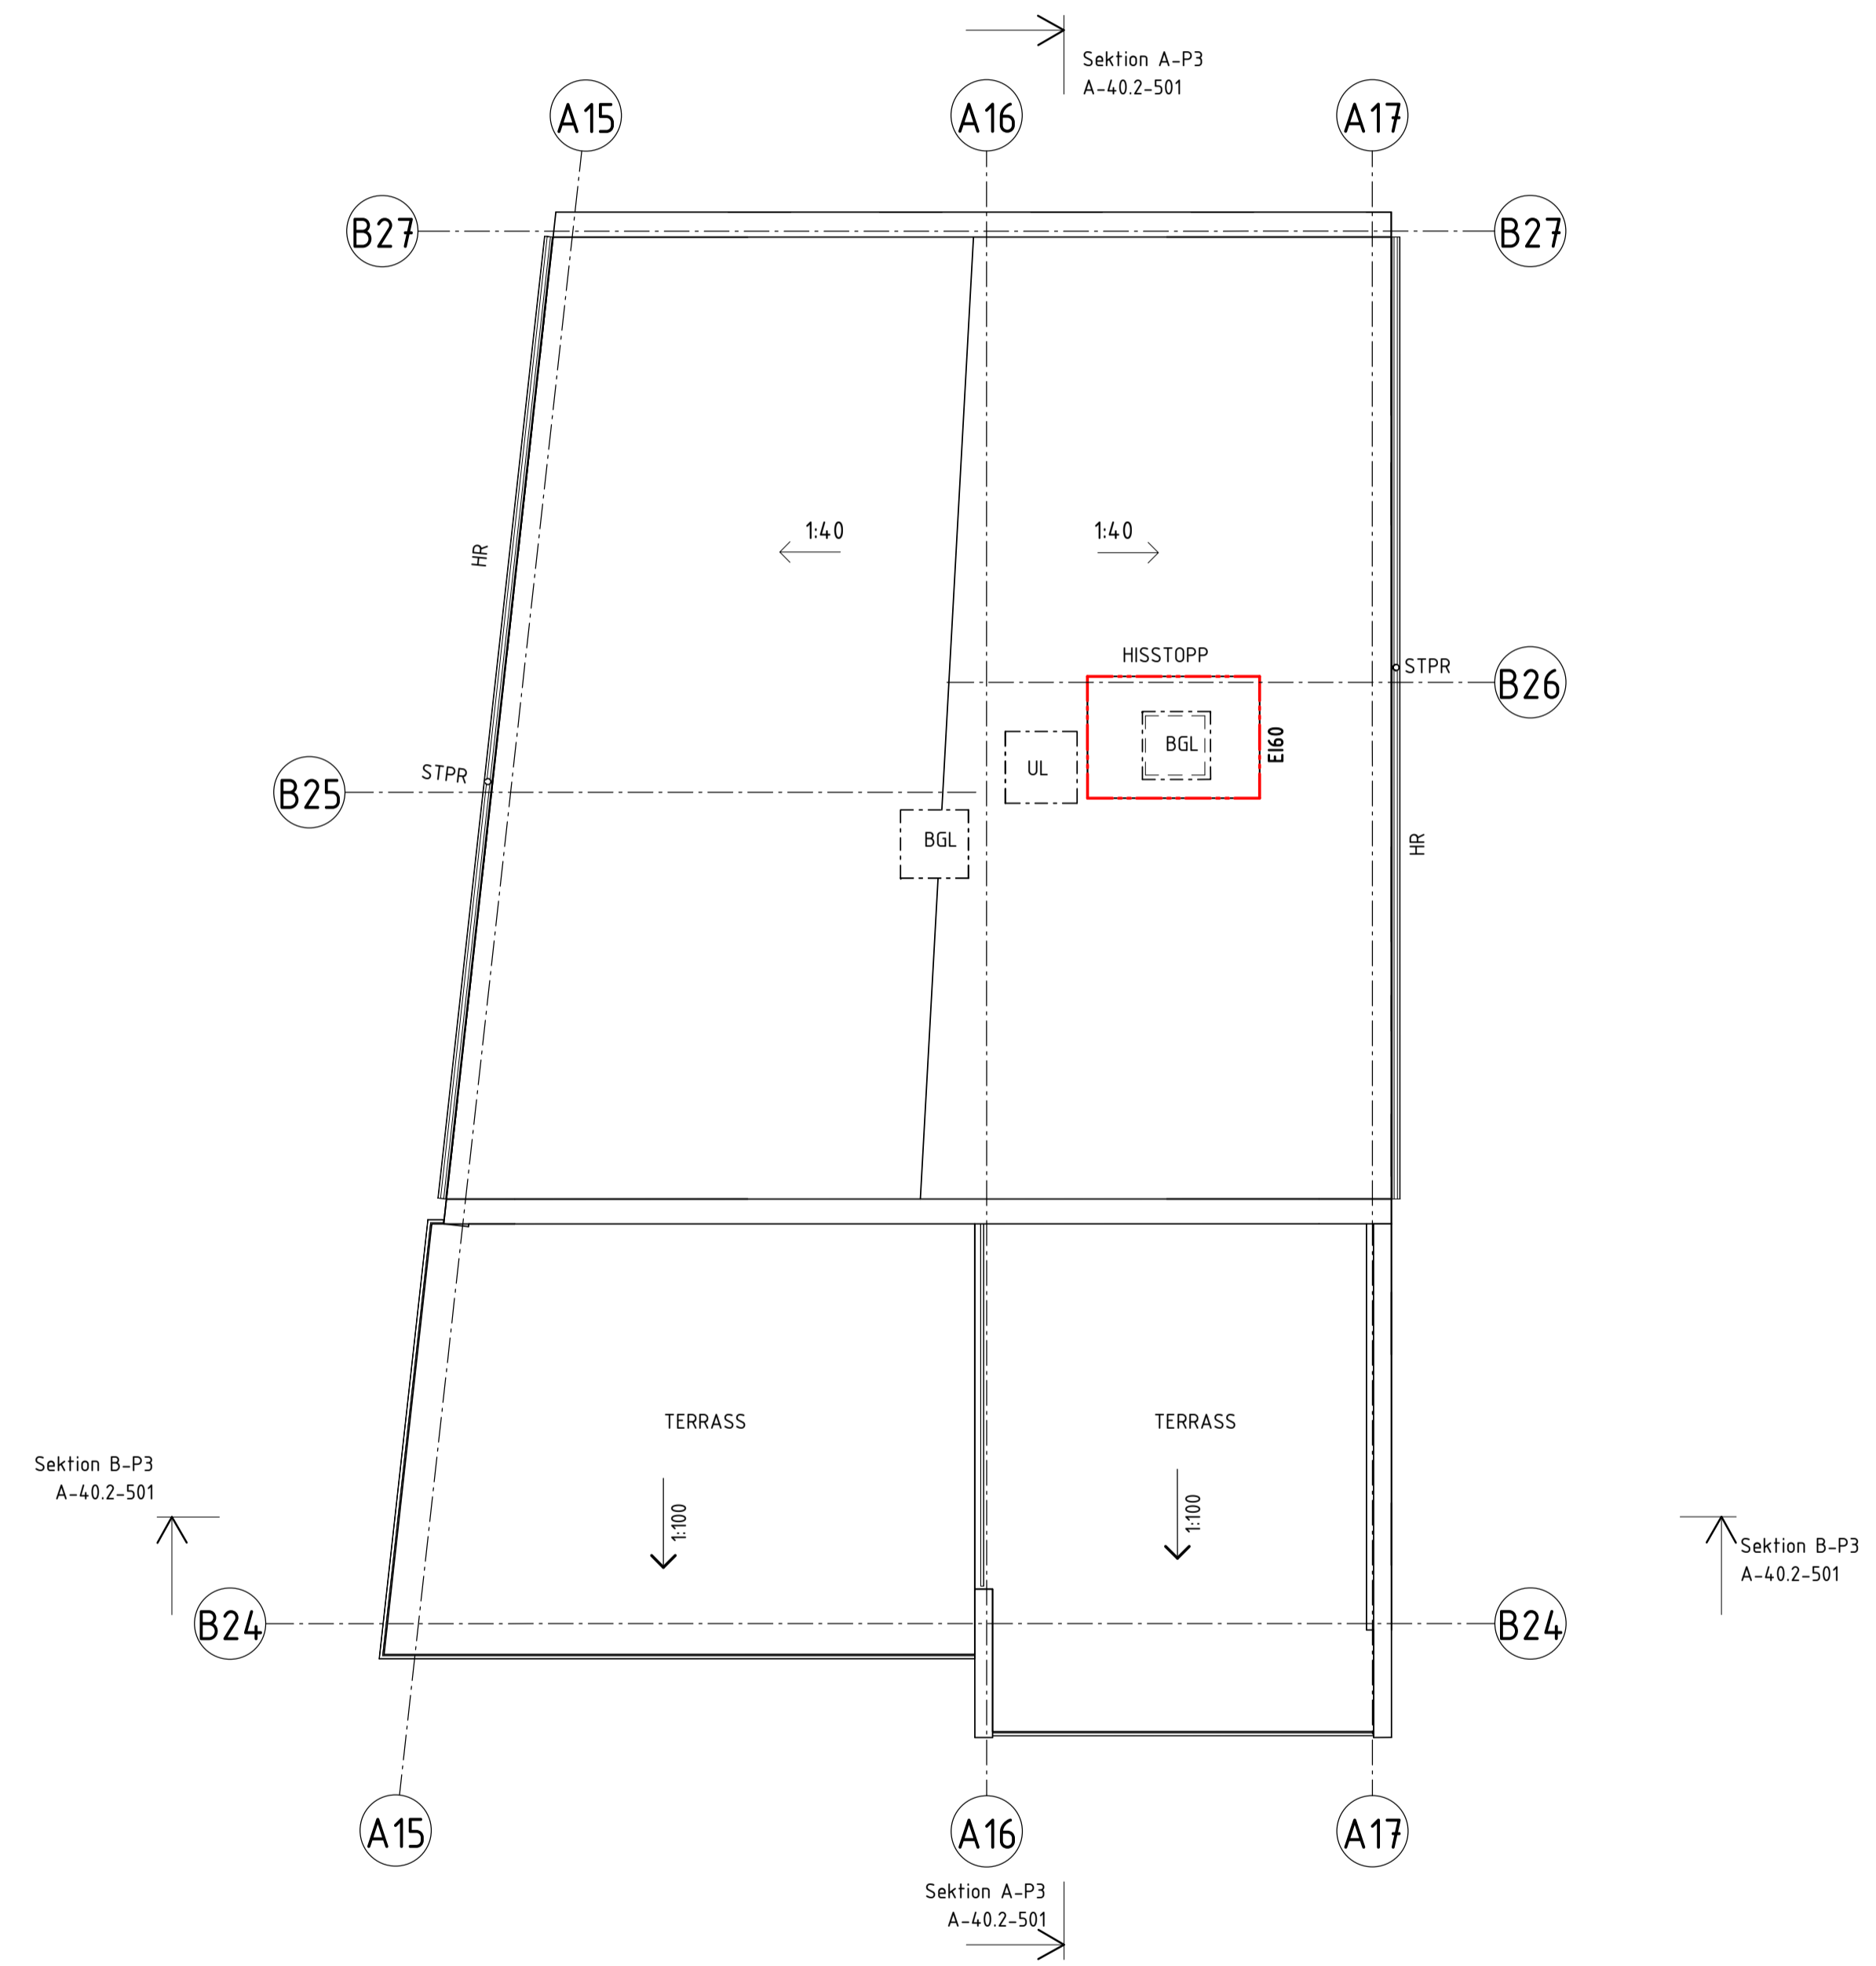 Sektion A-P3
A-40.2-501
A15
A16
A17
B27
B27
1:40
1:40
HR
HISSTOPP
STPR
B26
BGL
EI60
UL
STPR
B25
BGL
HR
TERRASS
TERRASS
Sektion B-P3
A-40.2-501
1:100
1:100
Sektion B-P3
A-40.2-501
B24
B24
A15
A16
A17
Sektion A-P3
A-40.2-501